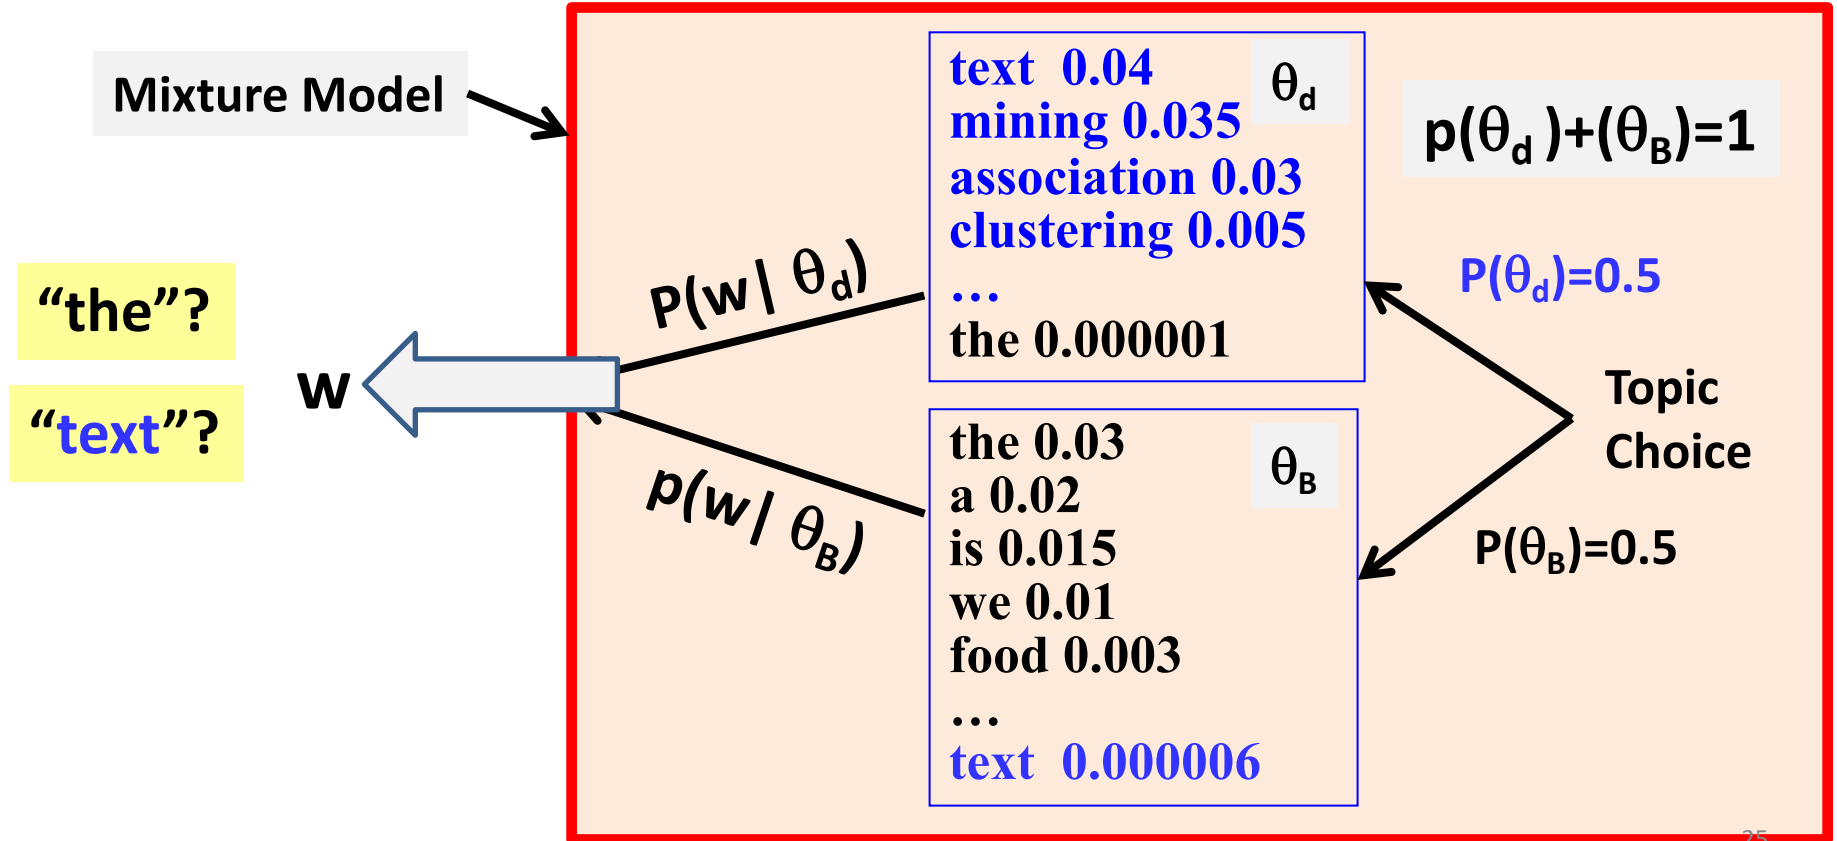 Mixture Model
text 0.04
mining 0.035
association 0.03
clustering 0.005
...
the 0.000001
θd
p(θd )+(θB)=1
P(w| θd)
P(θd)=0.5
"the"?
"text"?
w
Topic
Choice
p(w| θB)
the 0.03
a 0.02
is 0.015
we 0.01
food 0.003
...
text 0.000006
θB
P(θB)=0.5
25